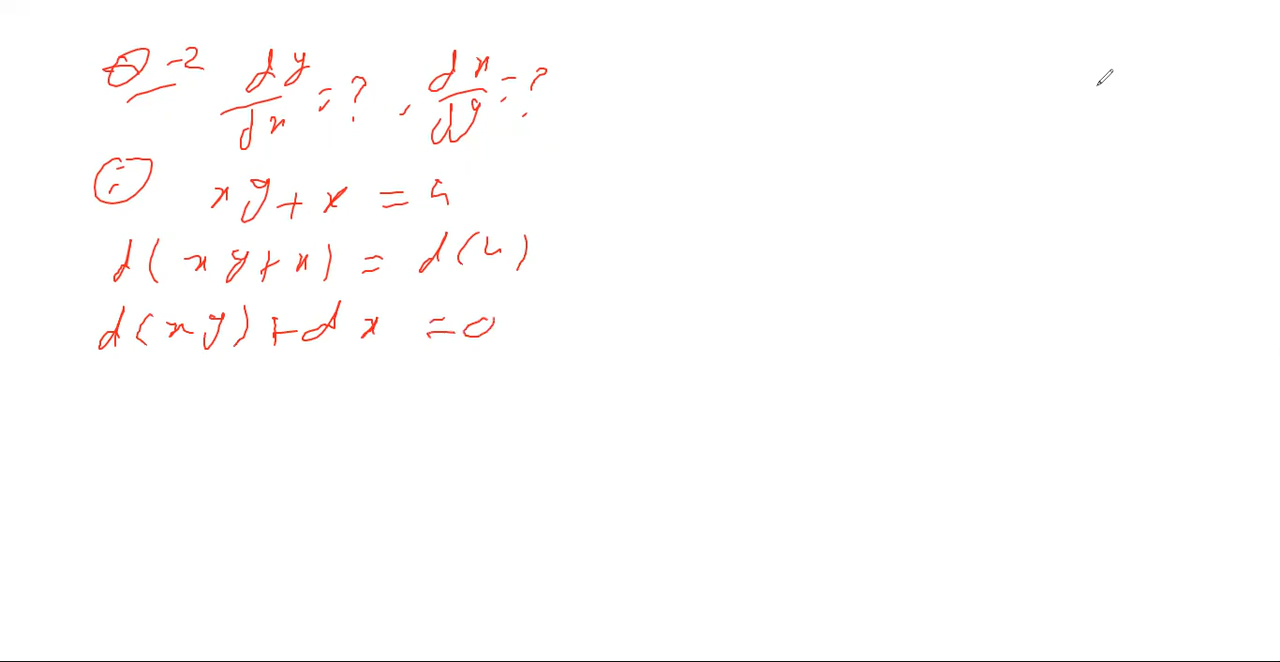 Q-2 dy/dx = ? , dx/dy = ?
(i) xy + x = 4
d(xy + x) = d(4)
d(xy) + dx = 0